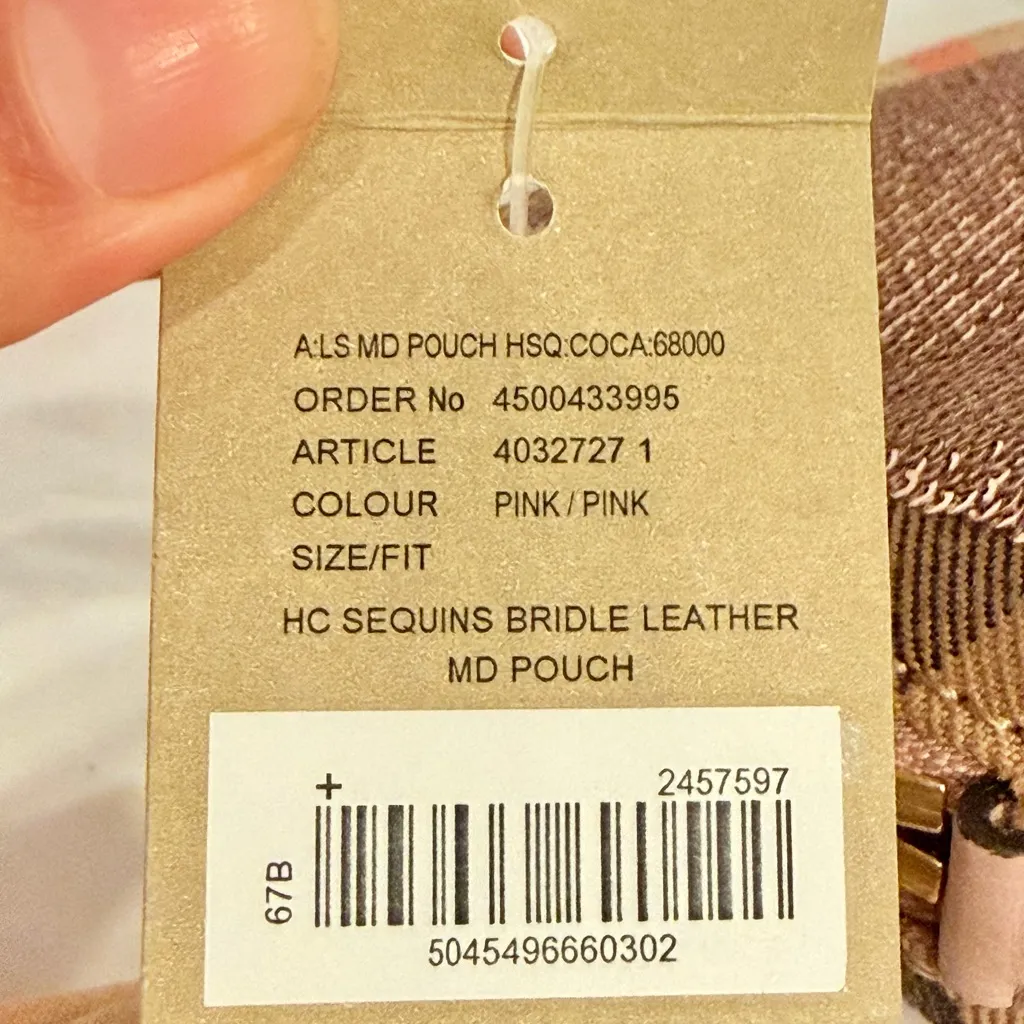 A:LS MD POUCH HSQ:COCA:68000
ORDER No 4500433995
ARTICLE 4032727 1
COLOUR PINK / PINK
SIZE/FIT
HC SEQUINS BRIDLE LEATHER
MD POUCH
+ 2457597
67B
5045496660302